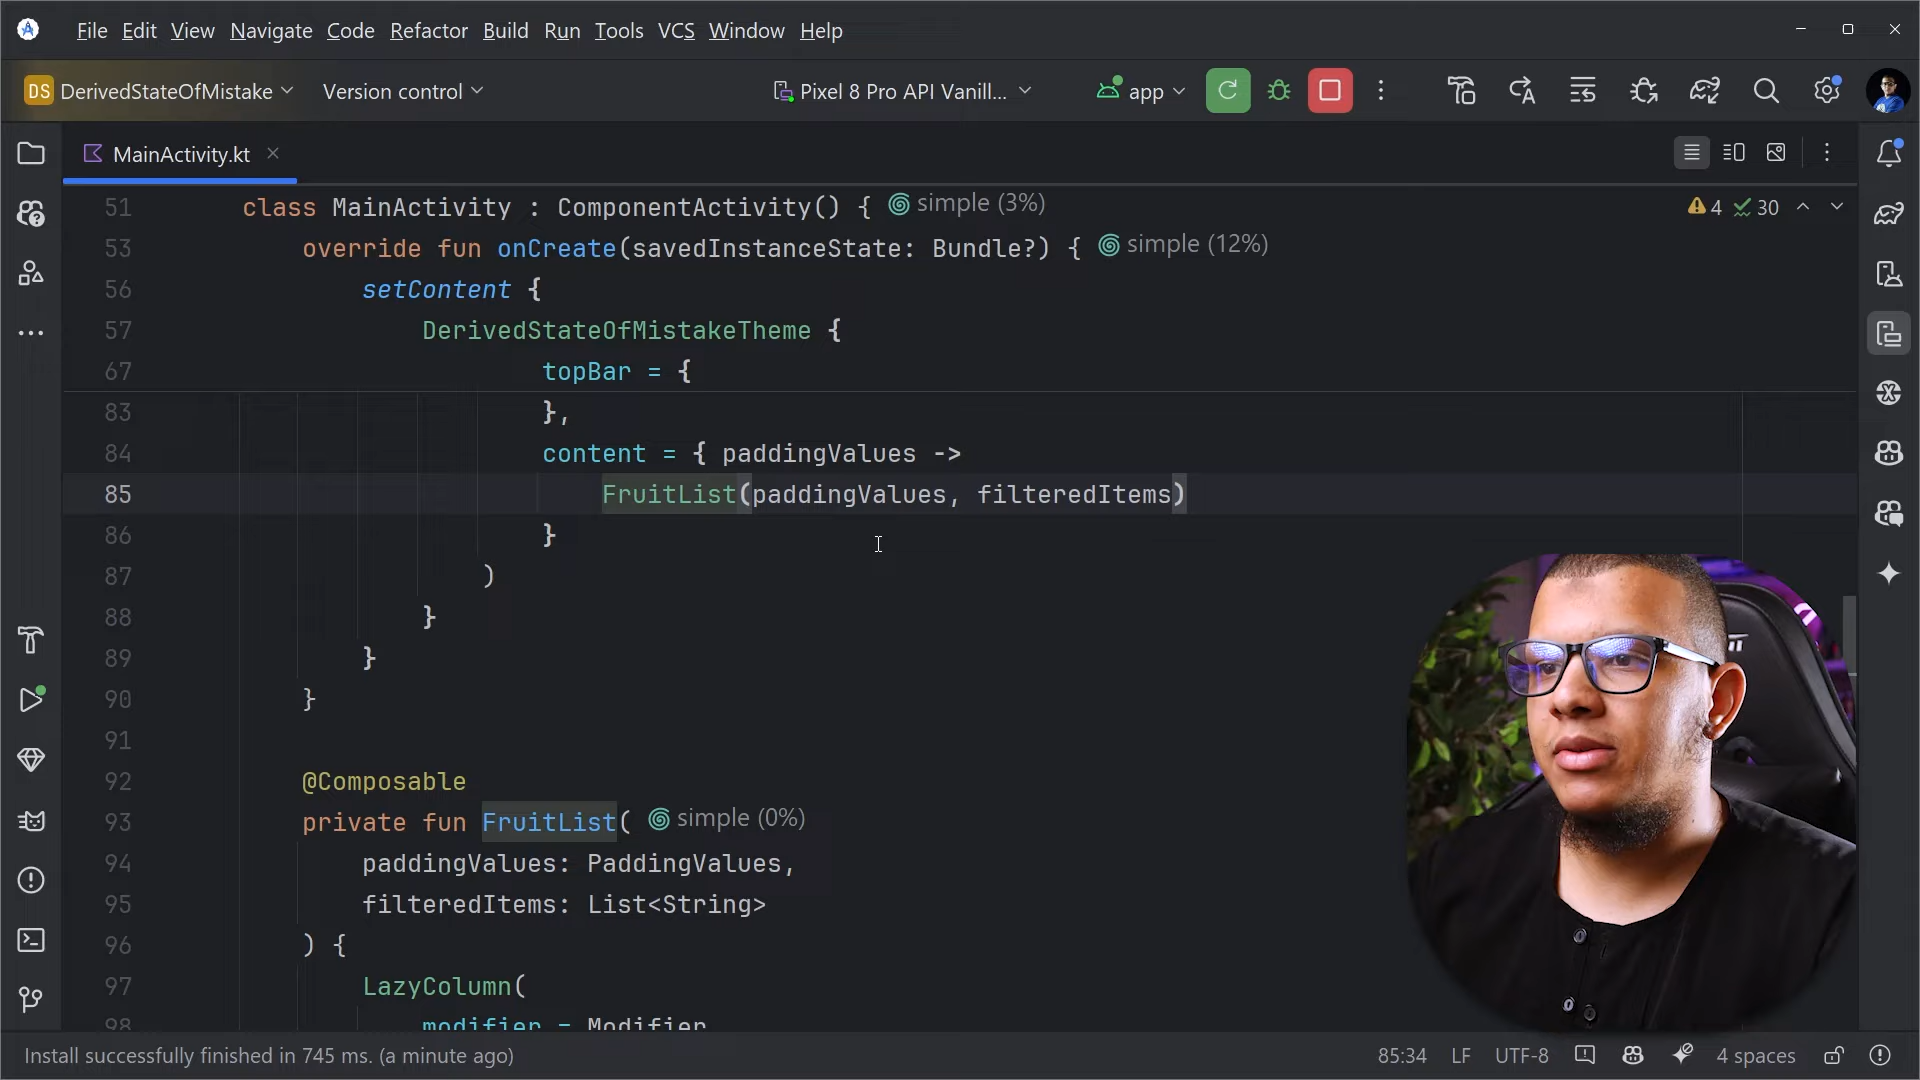 File Edit View Navigate Code Refactor Build Run Tools VCS Window Help
DS DerivedStateOfMistake Version control Pixel 8 Pro API Vanill... app
MainActivity.kt
51 class MainActivity : ComponentActivity() { simple (3%)
4 30
53 override fun onCreate(savedInstanceState: Bundle?) { simple (12%)
56 setContent {
57 DerivedStateOfMistakeTheme {
67 topBar = {
83 },
84 content = { paddingValues ->
85 FruitList(paddingValues, filteredItems)
86 }
87 )
88 }
89 }
90 }
91
92 @Composable
93 private fun FruitList( simple (0%)
94 paddingValues: PaddingValues,
95 filteredItems: List<String>
96 ) {
97 LazyColumn(
98 modifier = Modifier
Install successfully finished in 745 ms. (a minute ago) 85:34 LF UTF-8 4 spaces